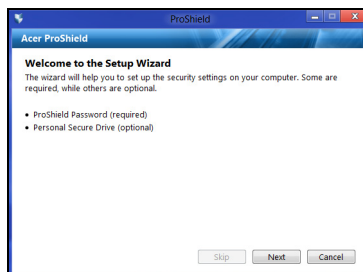 ProShield
Acer ProShield
Welcome to the Setup Wizard
The wizard will help you to set up the security settings on your computer. Some are
required, while others are optional.
• ProShield Password (required)
• Personal Secure Drive (optional)
Skip Next Cancel